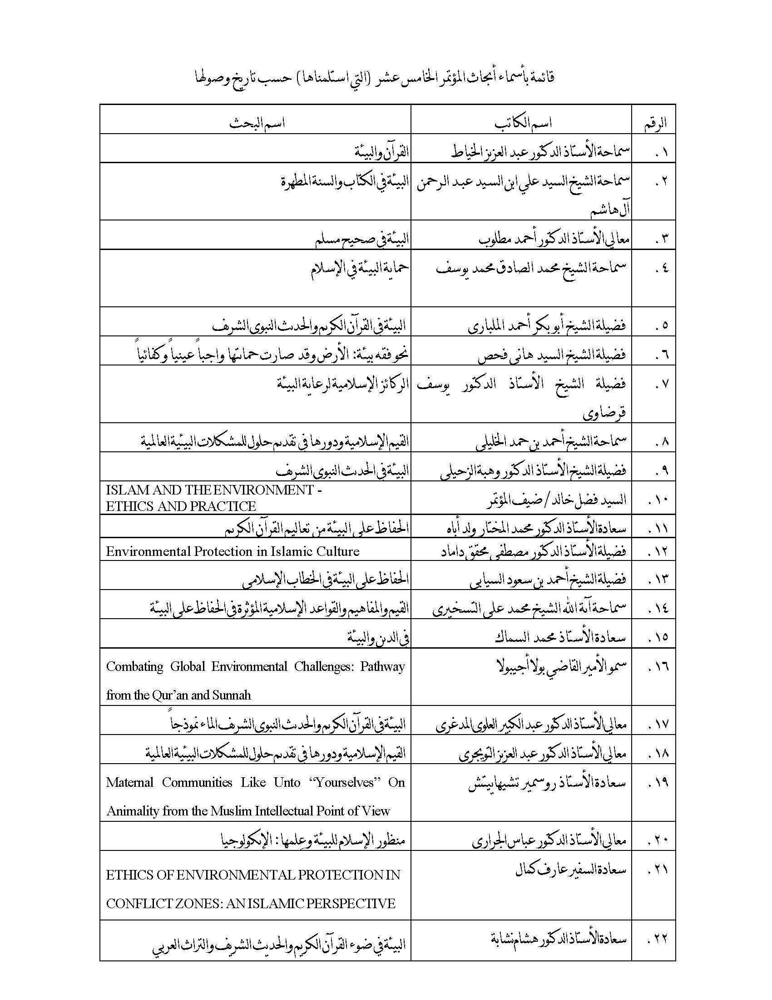 قائمة بأسماء أبحاث المؤتمر الخامس عشر (التي استلمناها) حسب تاريخ وصولها
الرقم اسم الكاتب اسم البحث
١. سماحة الأستاذ الدكتور عبد العزيز الخياط القرآن والبيئة
٢. سماحة الشيخ السيد علي ابن السيد عبد الرحمن البيئة في الكتاب والسنة المطهرة
آل هاشم
٣. معالي الأستاذ الدكتور أحمد مطلوب البيئة في صحيح مسلم
٤. سماحة الشيخ محمد الصادق محمد يوسف حماية البيئة في الإسلام
٥. فضيلة الشيخ أبو بكر أحمد الملباري البيئة في القرآن الكريم والحديث النبوي الشريف
٦. فضيلة الشيخ السيد هاني فحص نحو فقه بيئة: الأرض وقد صارت حمايتها واجباً عينياً وكفائياً
٧. فضيلة الشيخ الأستاذ الدكتور يوسف الركائز الإسلامية لرعاية البيئة
قرضاوي
٨. سماحة الشيخ أحمد بن حمد الخليلي القيم الإسلامية ودورها في تقديم حلول للمشكلات البيئية العالمية
٩. فضيلة الشيخ الأستاذ الدكتور وهبة الزحيلي البيئة في الحديث النبوي الشريف
١٠. السيد فضل خالد / ضيف المؤتمر ISLAM AND THE ENVIRONMENT -
ETHICS AND PRACTICE
١١. سعادة الأستاذ الدكتور محمد المختار ولد أباه الحفاظ على البيئة من تعاليم القرآن الكريم
١٢. فضيلة الأستاذ الدكتور مصطفى محقق داماد Environmental Protection in Islamic Culture
١٣. فضيلة الشيخ أحمد بن سعود السيابي الحفاظ على البيئة في الخطاب الإسلامي
١٤. سماحة آية الله الشيخ محمد علي التسخيري القيم والمفاهيم والقواعد الإسلامية المؤثرة في الحفاظ على البيئة
١٥. سعادة الأستاذ محمد السماك في الدين والبيئة
١٦. سمو الأمير القاضي بولا أجيبولا Combating Global Environmental Challenges: Pathway
from the Qur’an and Sunnah
١٧. معالي الأستاذ الدكتور عبد الكبير العلوي المدغري البيئة في القرآن الكريم والحديث النبوي الشريف الماء نموذجاً
١٨. معالي الأستاذ الدكتور عبد العزيز التويجري القيم الإسلامية ودورها في تقديم حلول للمشكلات البيئية العالمية
١٩. سعادة الأستاذ روسمير تشيهاييتش Maternal Communities Like Unto “Yourselves” On
Animality from the Muslim Intellectual Point of View
٢٠. معالي الأستاذ الدكتور عباس الجراري منظور الإسلام للبيئة وعلمها: الإيكولوجيا
٢١. سعادة السفير عارف كمال ETHICS OF ENVIRONMENTAL PROTECTION IN
CONFLICT ZONES: AN ISLAMIC PERSPECTIVE
٢٢. سعادة الأستاذ الدكتور هشام نشابة البيئة في ضوء القرآن الكريم والحديث الشريف والتراث العربي